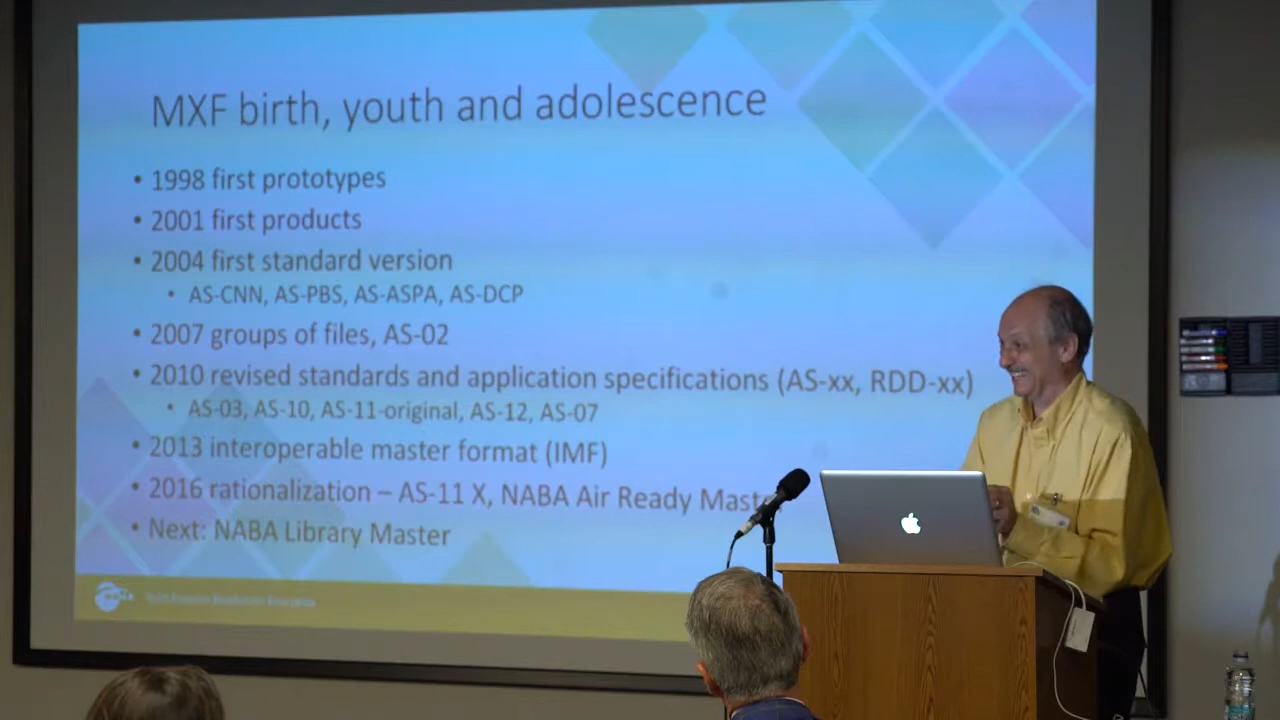 MXF birth, youth and adolescence
• 1998 first prototypes
• 2001 first products
• 2004 first standard version
• AS-CNN, AS-PBS, AS-ASPA, AS-DCP
• 2007 groups of files, AS-02
• 2010 revised standards and application specifications (AS-xx, RDD-xx)
• AS-03, AS-10, AS-11-original, AS-12, AS-07
• 2013 interoperable master format (IMF)
• 2016 rationalization – AS-11 X, NABA Air Ready Maste
• Next: NABA Library Master